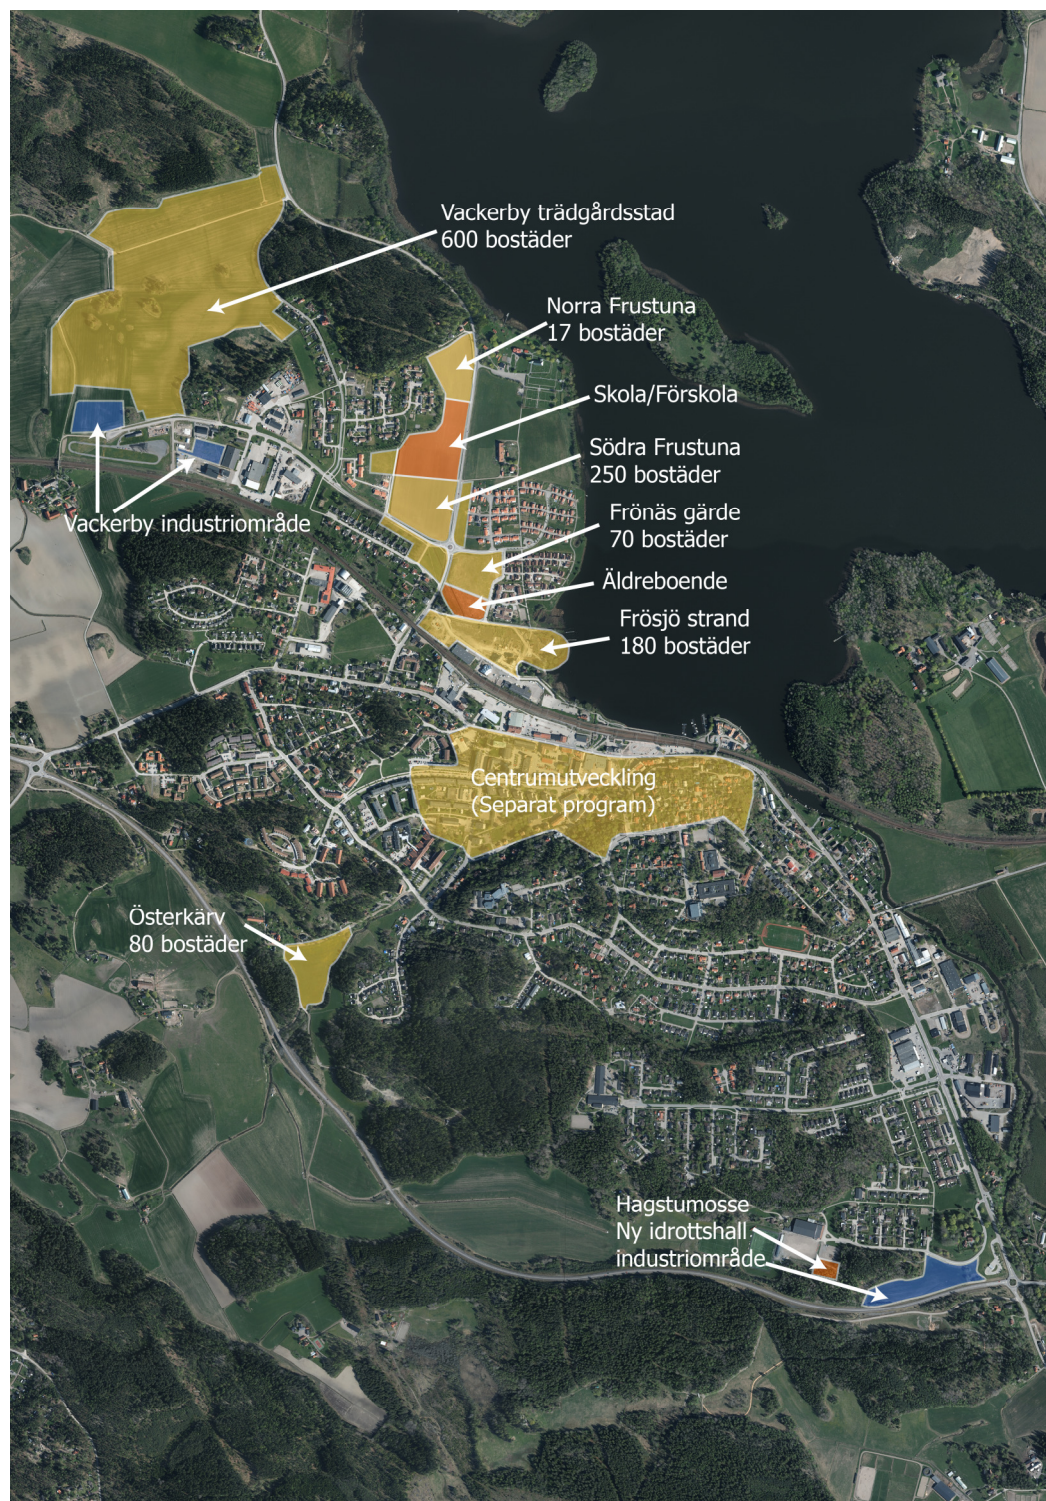 Vackerby trädgårdsstad
600 bostäder
Norra Frustuna
17 bostäder
Skola/Förskola
Södra Frustuna
250 bostäder
Frönäs gärde
70 bostäder
Vackerby industriområde
Äldreboende
Frösjö strand
180 bostäder
Centrumutveckling
(Separat program)
Österkärv
80 bostäder
Hagstumosse
Ny idrottshall
industriområde